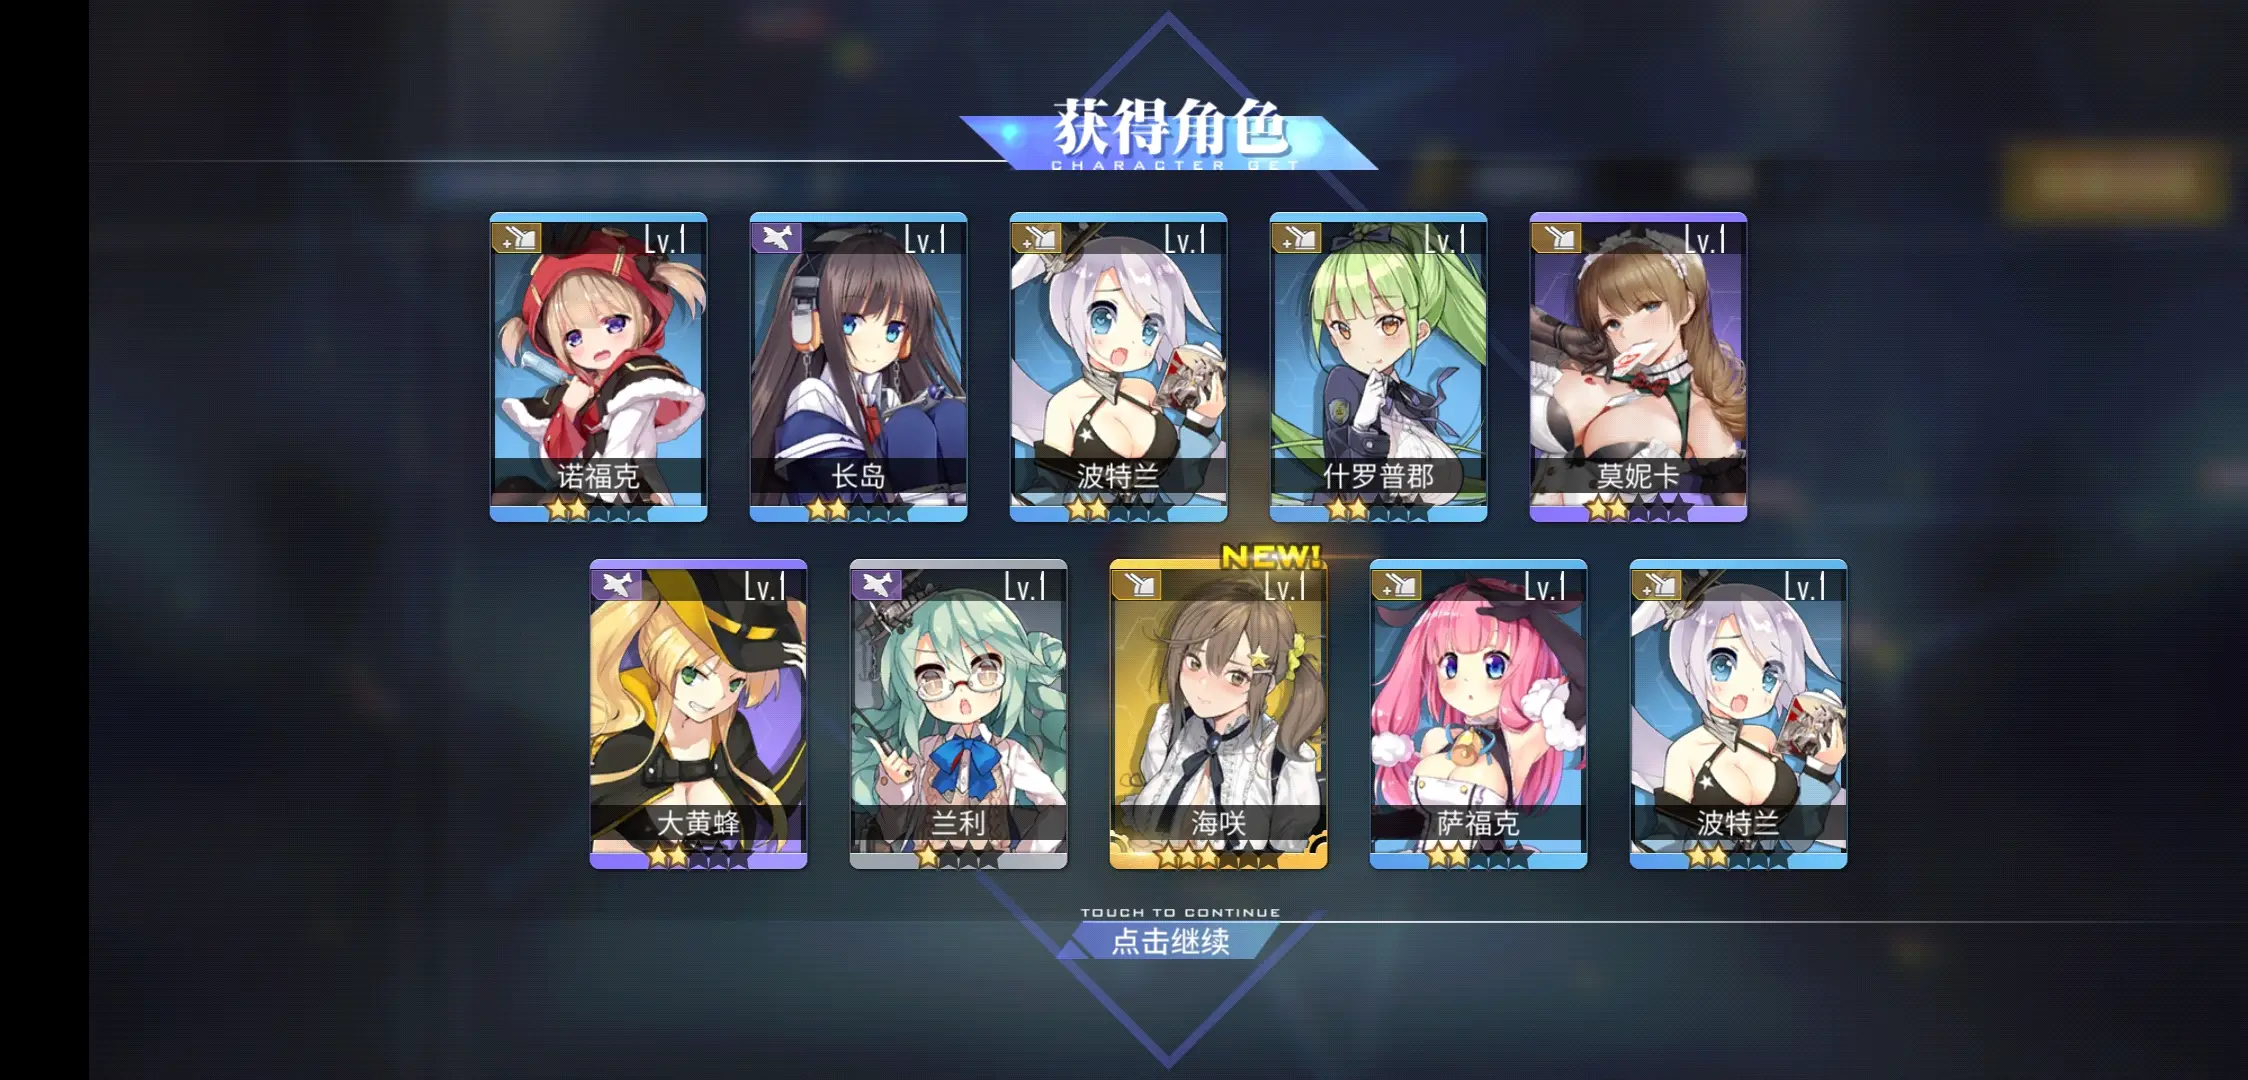 获得角色
CHARACTER GET
Lv.1
Lv.1
Lv.1
Lv.1
Lv.1
诺福克
长岛
波特兰
什罗普郡
莫妮卡
NEW!
Lv.1
Lv.1
Lv.1
Lv.1
Lv.1
大黄蜂
兰利
海咲
萨福克
波特兰
TOUCH TO CONTINUE
点击继续